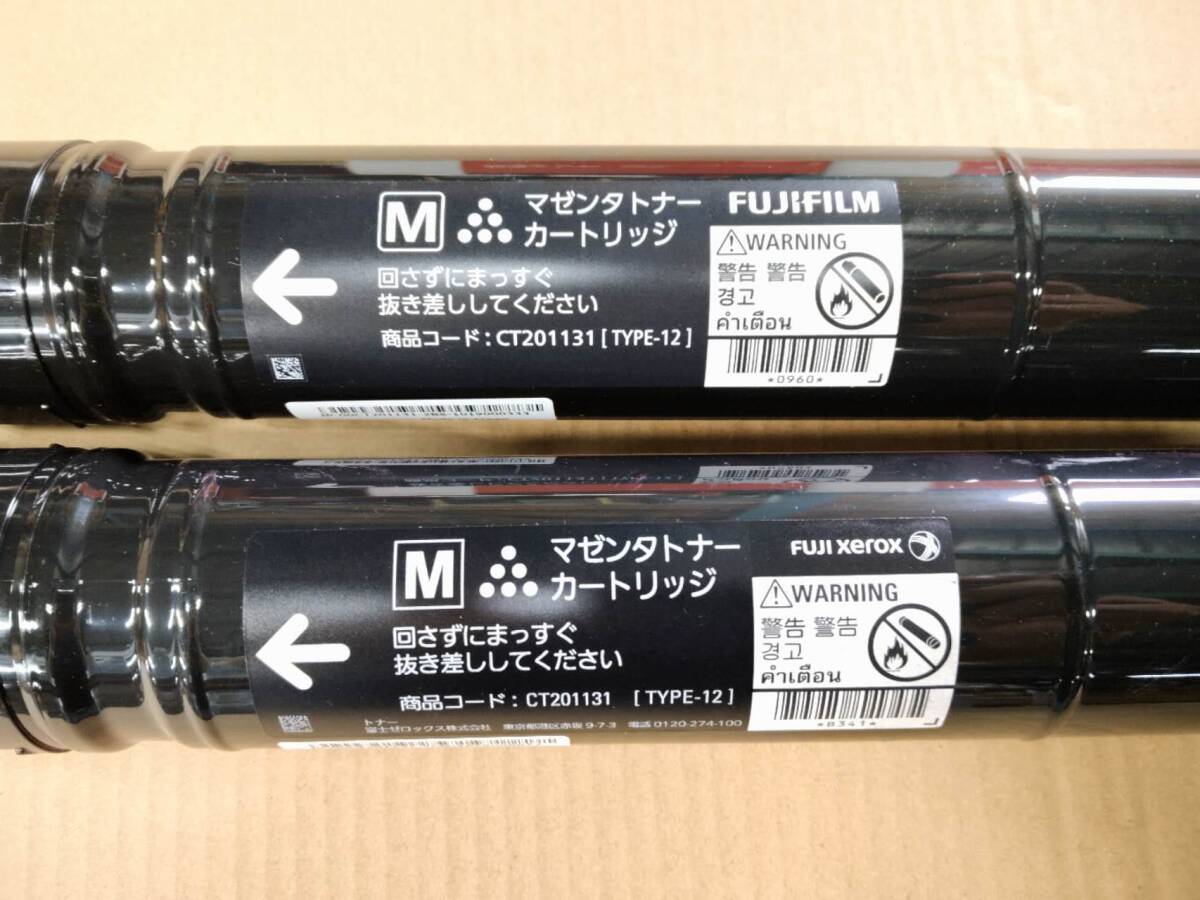 M
マゼンタトナー
カートリッジ
FUJIFILM
回さずにまっすぐ
抜き差ししてください
商品コード:CT201131 [ TYPE-12 ]
WARNING
警告 警告
경고
คำเตือน
*0960*
M
マゼンタトナー
カートリッジ
FUJI xerox
回さずにまっすぐ
抜き差ししてください
商品コード:CT201131 [ TYPE-12 ]
トナー
富士ゼロックス株式会社 東京都港区赤坂 9-7-3 電話 0120-274-100
WARNING
警告 警告
경고
คำเตือน
*8341*